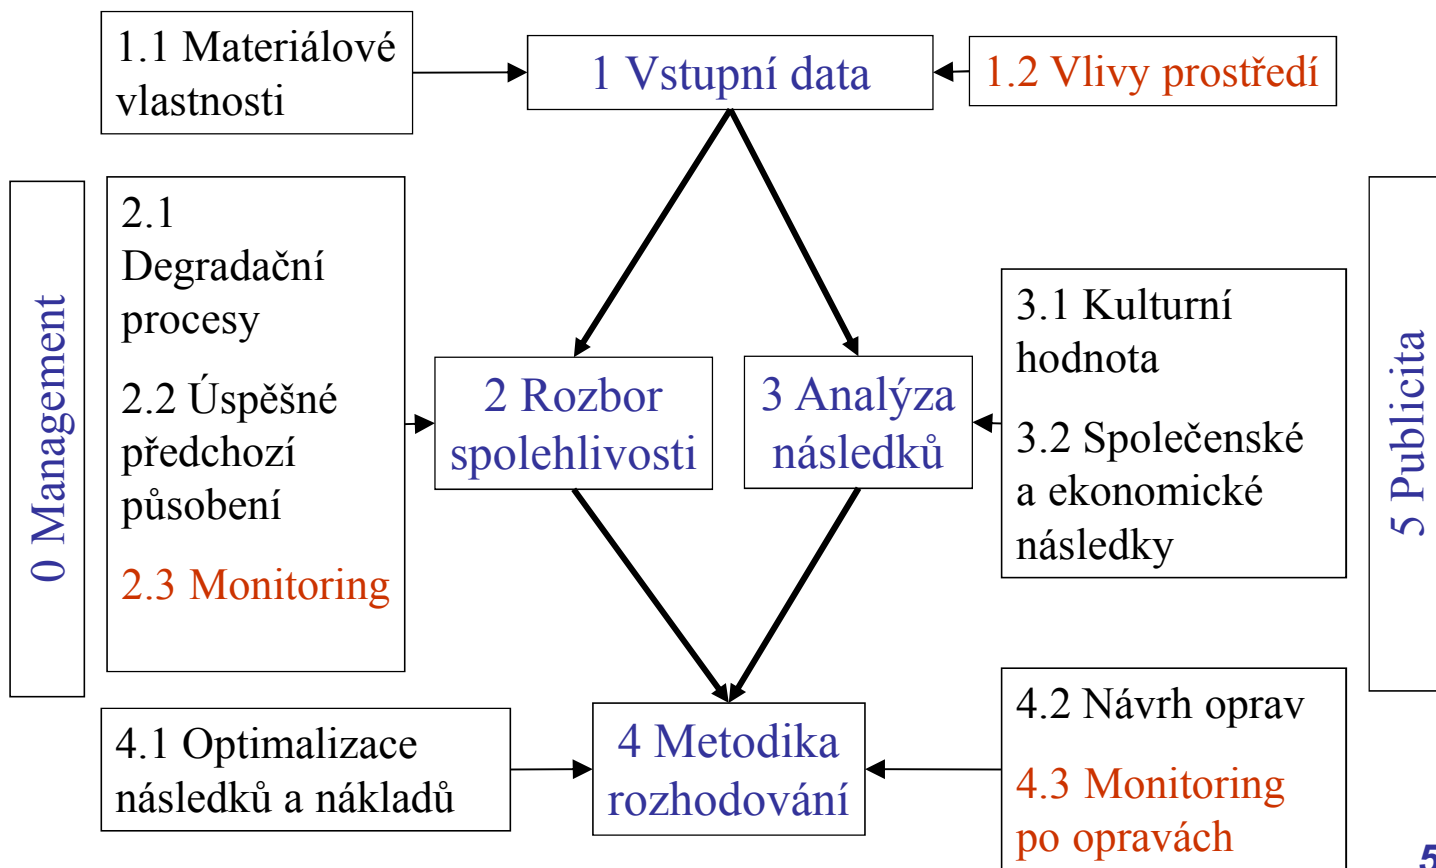 1.1 Materiálové
vlastnosti
1 Vstupní data
1.2 Vlivy prostředí
0 Management
2.1
Degradační
procesy
2.2 Úspěšné
předchozí
působení
2.3 Monitoring
2 Rozbor
spolehlivosti
3 Analýza
následků
3.1 Kulturní
hodnota
3.2 Společenské
a ekonomické
následky
5 Publicita
4.1 Optimalizace
následků a nákladů
4 Metodika
rozhodování
4.2 Návrh oprav
4.3 Monitoring
po opravách
5